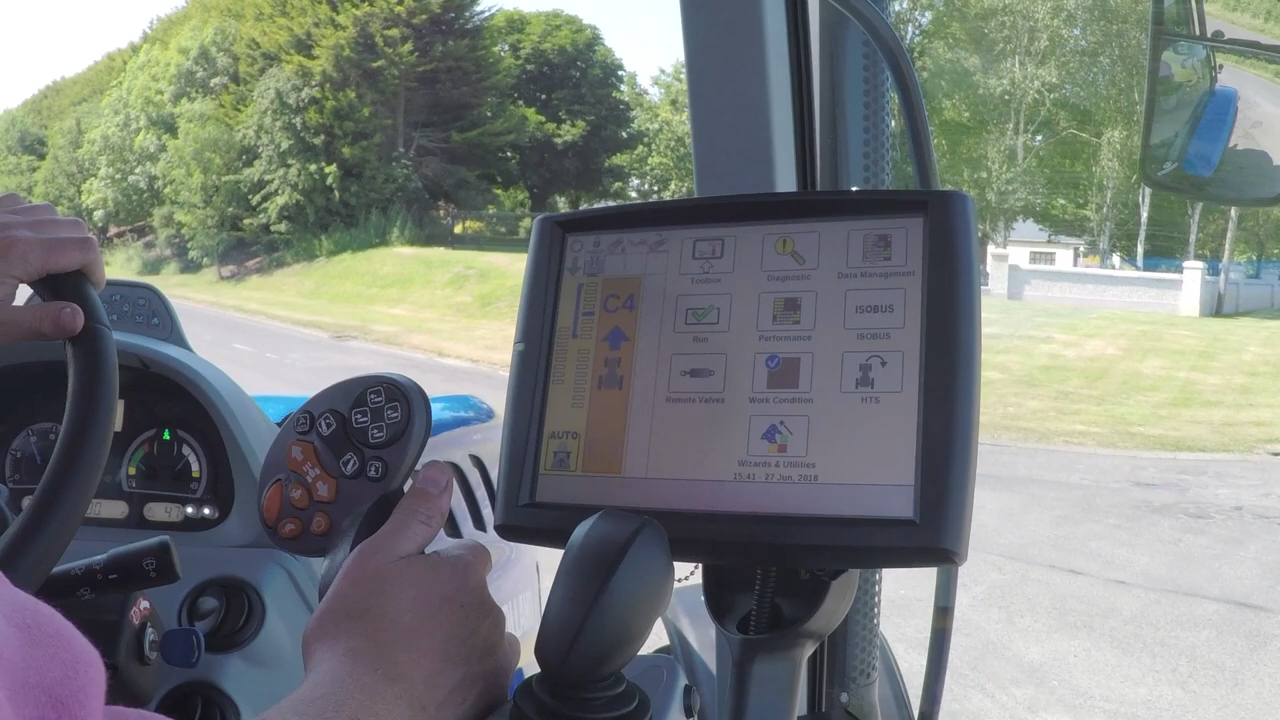 Toolbox
Diagnostic
Data Management
C4
Run
Performance
ISOBUS
ISOBUS
Remote Valves
Work Condition
HTS
AUTO
Wizards & Utilities
15:41 - 27 Jun, 2018
47